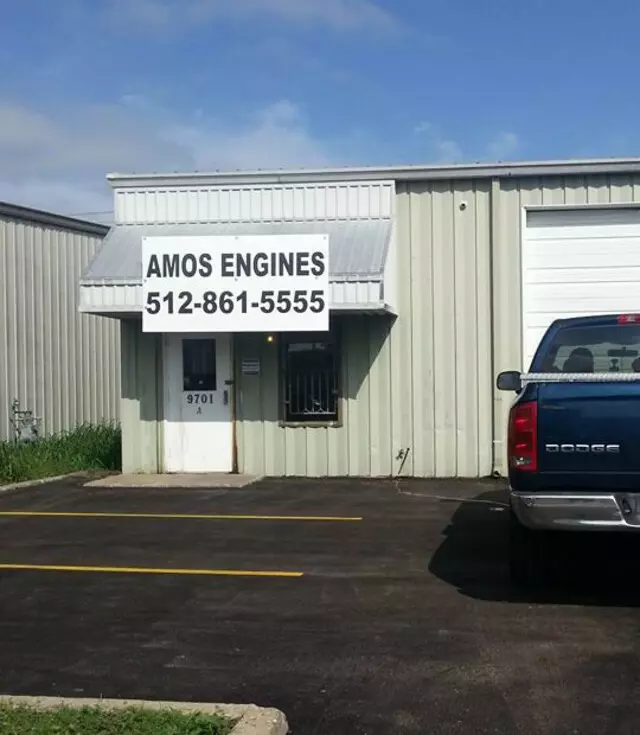 AMOS ENGINES
512-861-5555
9701
A
DODGE